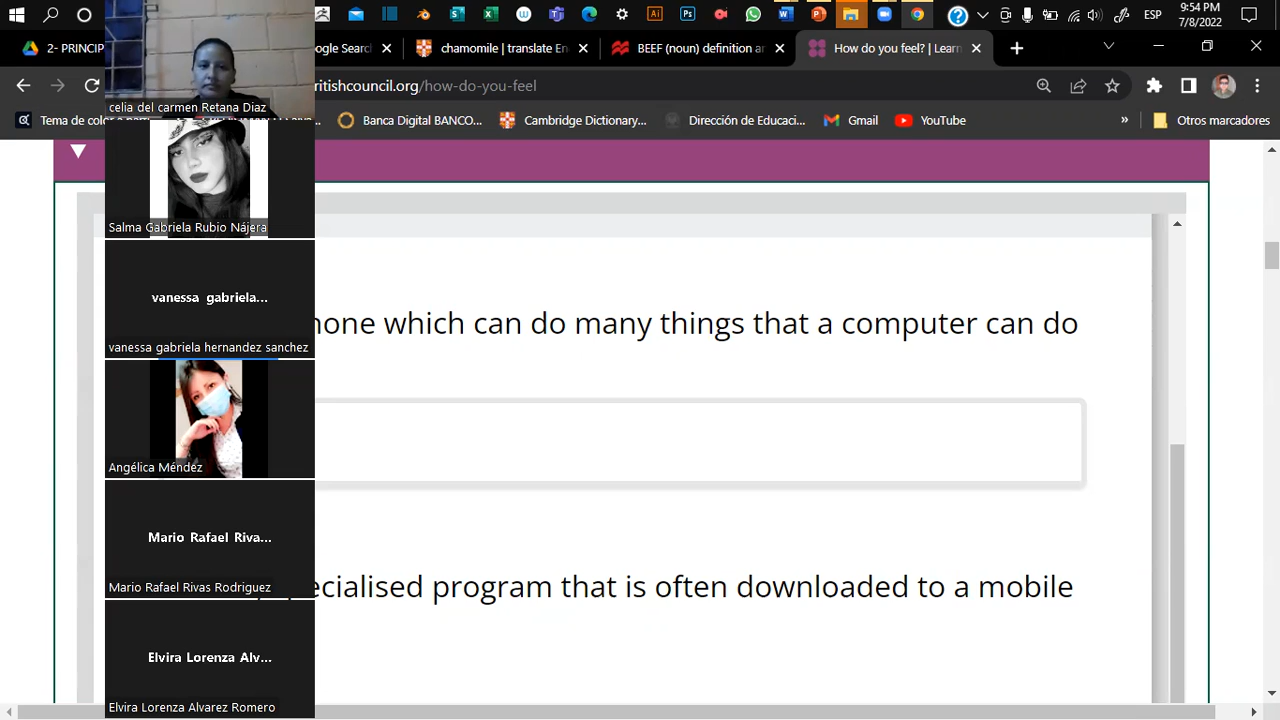 9:54 PM
ESP
7/8/2022
2- PRINCIP
oogle Searc
chamomile | translate En
BEEF (noun) definition ar
How do you feel? | Learn
ritishcouncil.org/how-do-you-feel
Tema de color a
Banca Digital BANCO...
Cambridge Dictionary...
Dirección de Educaci...
Gmail
YouTube
»
Otros marcadores
celia del carmen Retana Diaz
Salma Gabriela Rubio Nájera
vanessa gabriela...
vanessa gabriela hernandez sanchez
hone which can do many things that a computer can do
Angélica Méndez
Mario Rafael Riva...
Mario Rafael Rivas Rodriguez
pecialised program that is often downloaded to a mobile
Elvira Lorenza Alv...
Elvira Lorenza Alvarez Romero